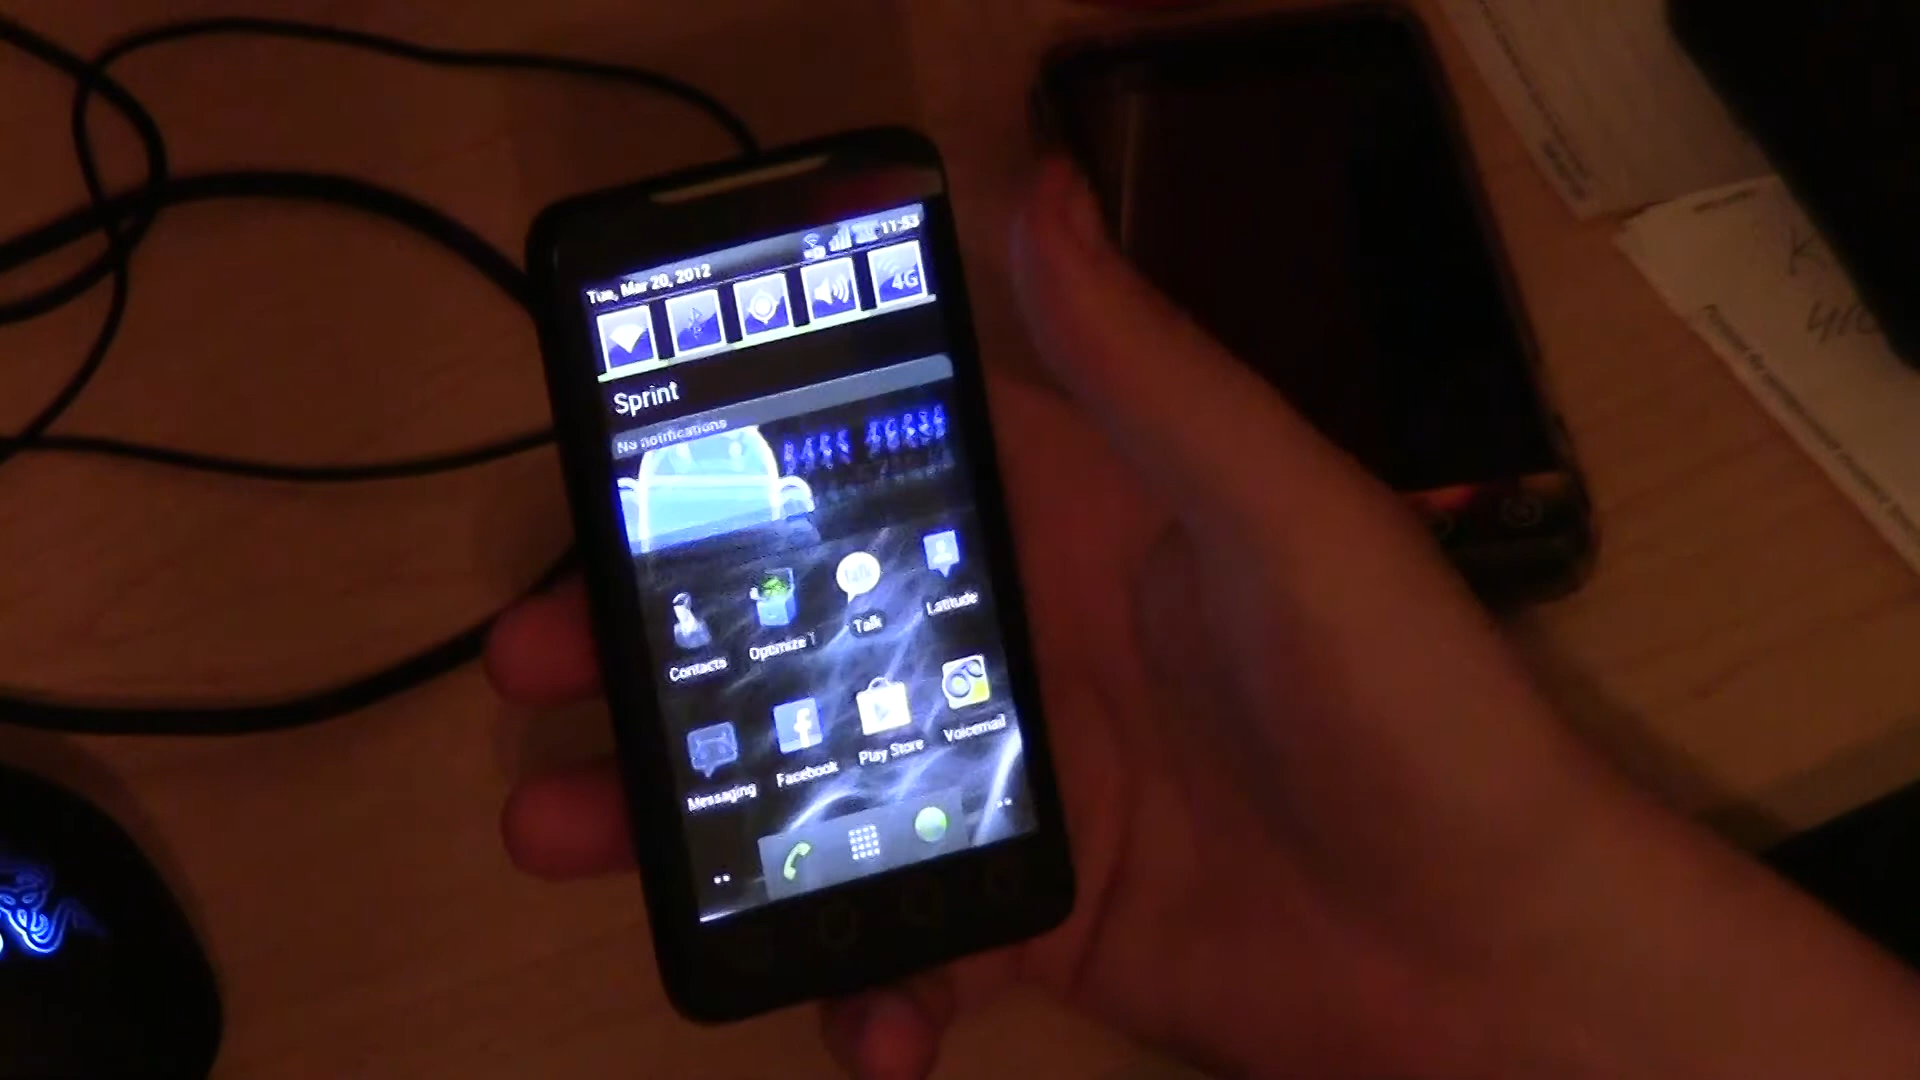 Tue, Mar 20, 2012
11:53
4G
Sprint
No notifications
Contacts
Optimize T
Talk
Latitude
Messaging
Facebook
Play Store
Voicemail